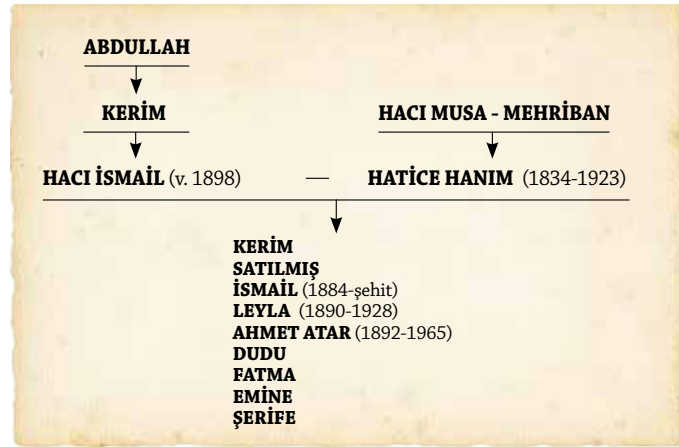 ABDULLAH
KERİM
HACI MUSA - MEHRİBAN
HACI İSMAİL (v. 1898) — HATİCE HANIM (1834-1923)
KERİM
SATILMIŞ
İSMAİL (1884-şehit)
LEYLA (1890-1928)
AHMET ATAR (1892-1965)
DUDU
FATMA
EMİNE
ŞERİFE